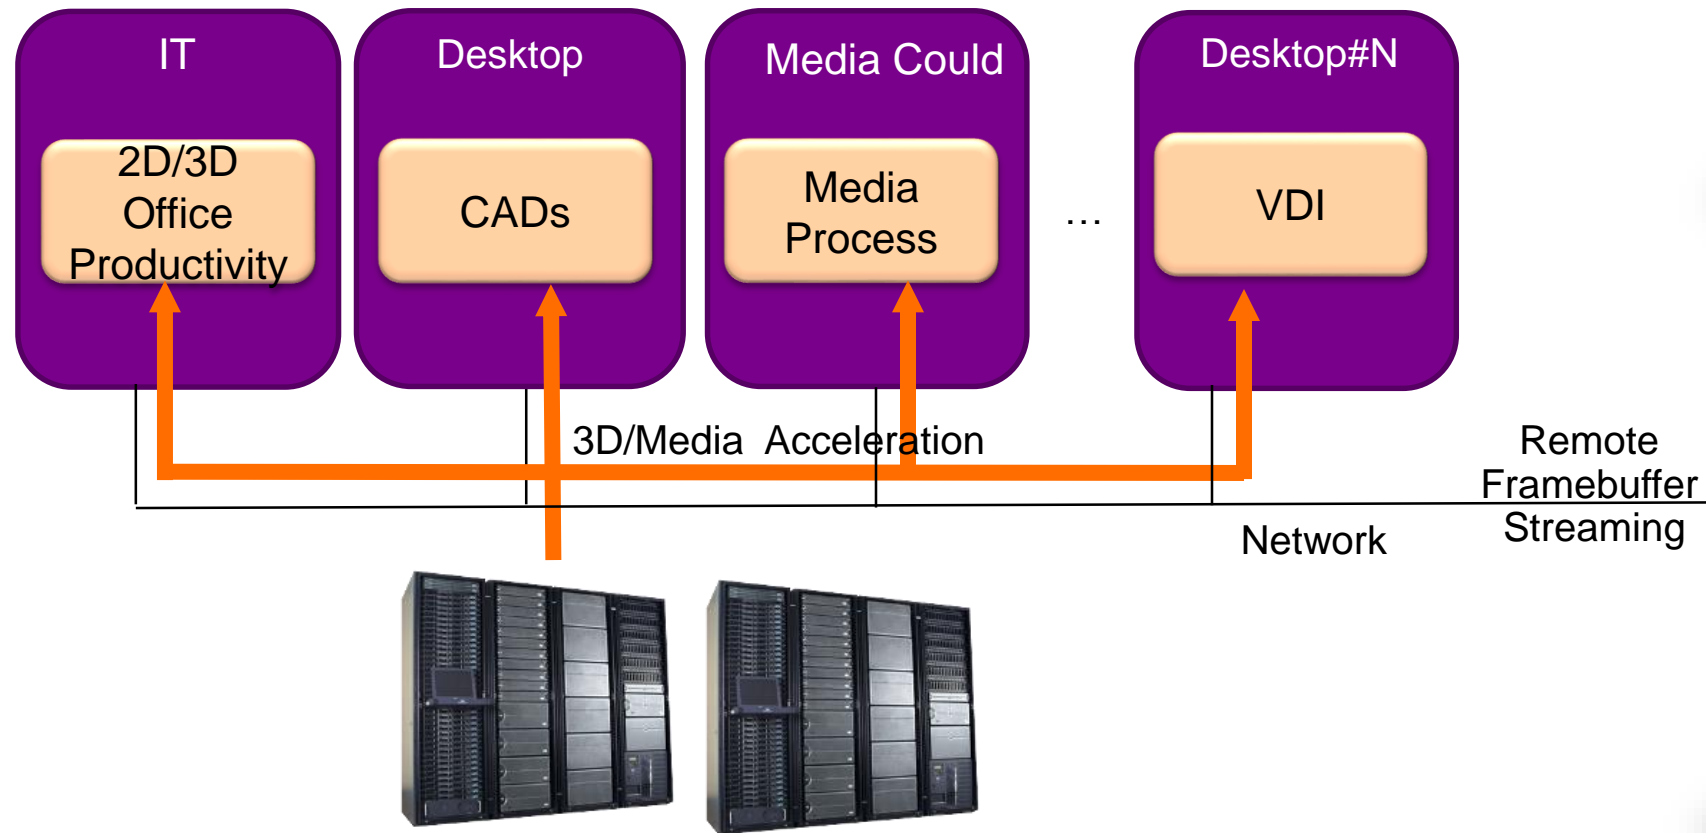 IT
2D/3D
Office
Productivity
Desktop
CADs
Media Could
Media
Process
…
Desktop#N
VDI
3D/Media  Acceleration
Remote
Framebuffer
Streaming
Network